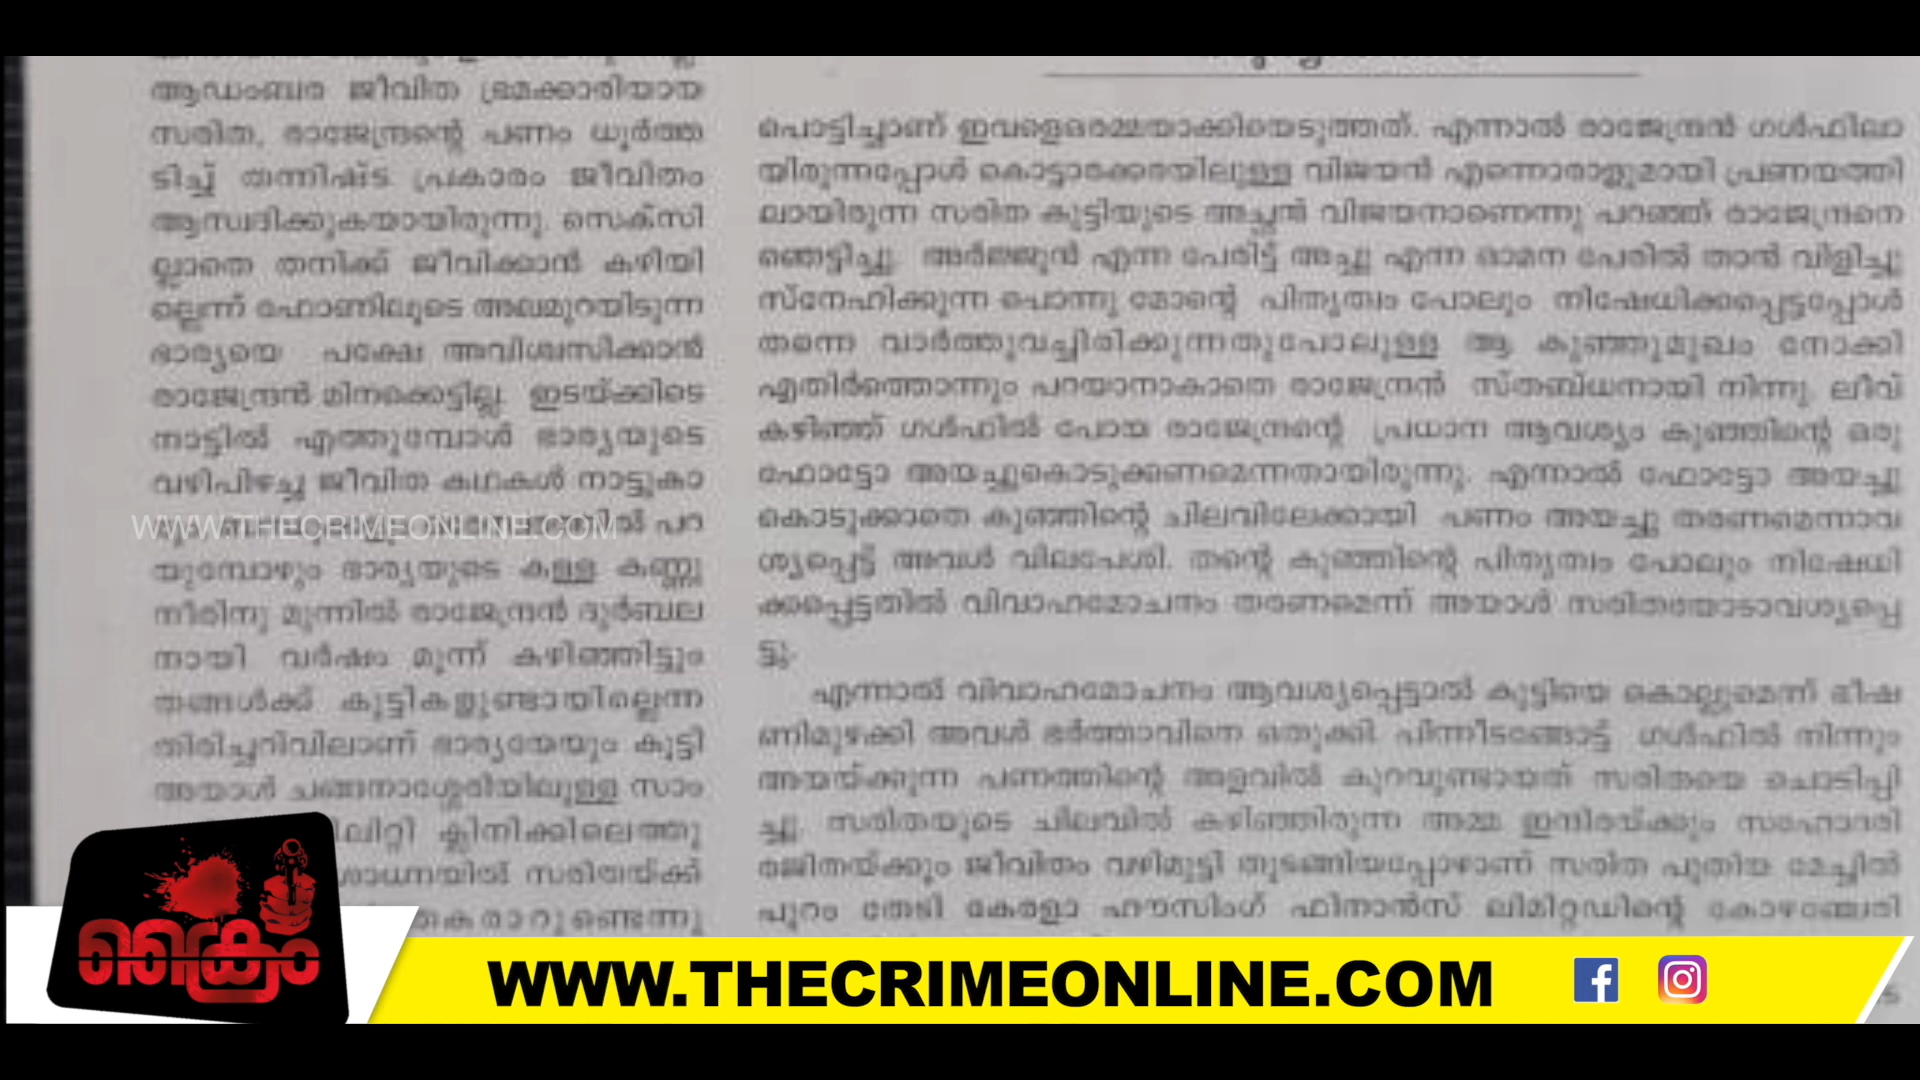 ആഡംബര ജീവിത ഭ്രമക്കാരിയായ
സരിത, രാജേന്ദ്രന്റെ പണം ധൂർത്ത
ടിച്ച് തന്നിഷ്ട പ്രകാരം ജീവിതം
ആസ്വദിക്കുകയായിരുന്നു. സെക്സി
ല്ലാതെ തനിക്ക് ജീവിക്കാൻ കഴിയി
ല്ലെന്ന് ഫോണിലൂടെ അലമുറയിടുന്ന
ഭാര്യയെ പക്ഷേ അവിശ്വസിക്കാൻ
രാജേന്ദ്രൻ മിനക്കെട്ടില്ല. ഇടയ്ക്കിടെ
നാട്ടിൽ എത്തുമ്പോൾ ഭാര്യയുടെ
വഴിപിഴച്ച ജീവിത കഥകൾ നാട്ടുകാ
WWW.THECRIMEONLINE.COM പറ
യുമ്പോഴും ഭാര്യയുടെ കള്ള കണ്ണു
നീരിനു മുന്നിൽ രാജേന്ദ്രൻ ദുർബല
നായി വർഷം മൂന്ന് കഴിഞ്ഞിട്ടും
തങ്ങൾക്ക് കുട്ടികളുണ്ടായില്ലെന്ന
തിരിച്ചറിവിലാണ് ഭാര്യയേയും കൂട്ടി
അയാൾ ചങ്ങനാശ്ശേരിയിലുള്ള സാം
ലിറ്റി ക്ലിനിക്കിലെത്തു
ശോധനയിൽ സരിതയ്ക്ക്
തകരാറുണ്ടെന്നു
പൊട്ടിച്ചാണ് ഇവളെഒരമ്മയാക്കിയെടുത്തത്. എന്നാൽ രാജേന്ദ്രൻ ഗൾഫിലാ
യിരുന്നപ്പോൾ കൊട്ടാരക്കരയിലുള്ള വിജയൻ എന്നൊരാളുമായി പ്രണയത്തി
ലായിരുന്ന സരിത കുട്ടിയുടെ അച്ഛൻ വിജയനാണെന്നു പറഞ്ഞ് രാജേന്ദ്രനെ
ഞെട്ടിച്ചു. അർജ്ജുൻ എന്ന പേരിട്ട് അച്ചു എന്ന ഓമന പേരിൽ താൻ വിളിച്ചു
സ്നേഹിക്കുന്ന പൊന്നു മോന്റെ പിതൃത്വം പോലും നിഷേധിക്കപ്പെട്ടപ്പോൾ
തന്നെ വാർത്തുവച്ചിരിക്കുന്നതുപോലുള്ള ആ കുഞ്ഞുമുഖം നോക്കി
എതിർത്തൊന്നും പറയാനാകാതെ രാജേന്ദ്രൻ സ്തബ്ധനായി നിന്നു. ലീവ്
കഴിഞ്ഞ് ഗൾഫിൽ പോയ രാജേന്ദ്രന്റെ പ്രധാന ആവശ്യം കുഞ്ഞിന്റെ ഒരു
ഫോട്ടോ അയച്ചുകൊടുക്കണമെന്നതായിരുന്നു. എന്നാൽ ഫോട്ടോ അയച്ചു
കൊടുക്കാതെ കുഞ്ഞിന്റെ ചിലവിലേക്കായി പണം അയച്ചു തരണമെന്നാവ
ശ്യപ്പെട്ട് അവൾ വിലപേശി. തന്റെ കുഞ്ഞിന്റെ പിതൃത്വം പോലും നിഷേധി
ക്കപ്പെട്ടതിൽ വിവാഹമോചനം തരണമെന്ന് അയാൾ സരിതയോടാവശ്യപ്പെ
ട്ടു.
എന്നാൽ വിവാഹമോചനം ആവശ്യപ്പെട്ടാൽ കുട്ടിയെ കൊല്ലുമെന്ന് ഭീഷ
ണിമുഴക്കി അവൾ ഭർത്താവിനെ ഒതുക്കി. പിന്നീടങ്ങോട്ട് ഗൾഫിൽ നിന്നും
അയയ്ക്കുന്ന പണത്തിന്റെ അളവിൽ കുറവുണ്ടായത് സരിതയെ ചൊടിപ്പി
ച്ചു. സരിതയുടെ ചിലവിൽ കഴിഞ്ഞിരുന്ന അമ്മ ഇന്ദിരയ്ക്കും സഹോദരി
രജിതയ്ക്കും ജീവിതം വഴിമുട്ടി തുടങ്ങിയപ്പോഴാണ് സരിത പുതിയ മേച്ചിൽ
പുറം തേടി കേരളാ ഹൗസിംഗ് ഫിനാൻസ് ലിമിറ്റഡിന്റെ കോഴഞ്ചേരി
ക്രൈം
WWW.THECRIMEONLINE.COM